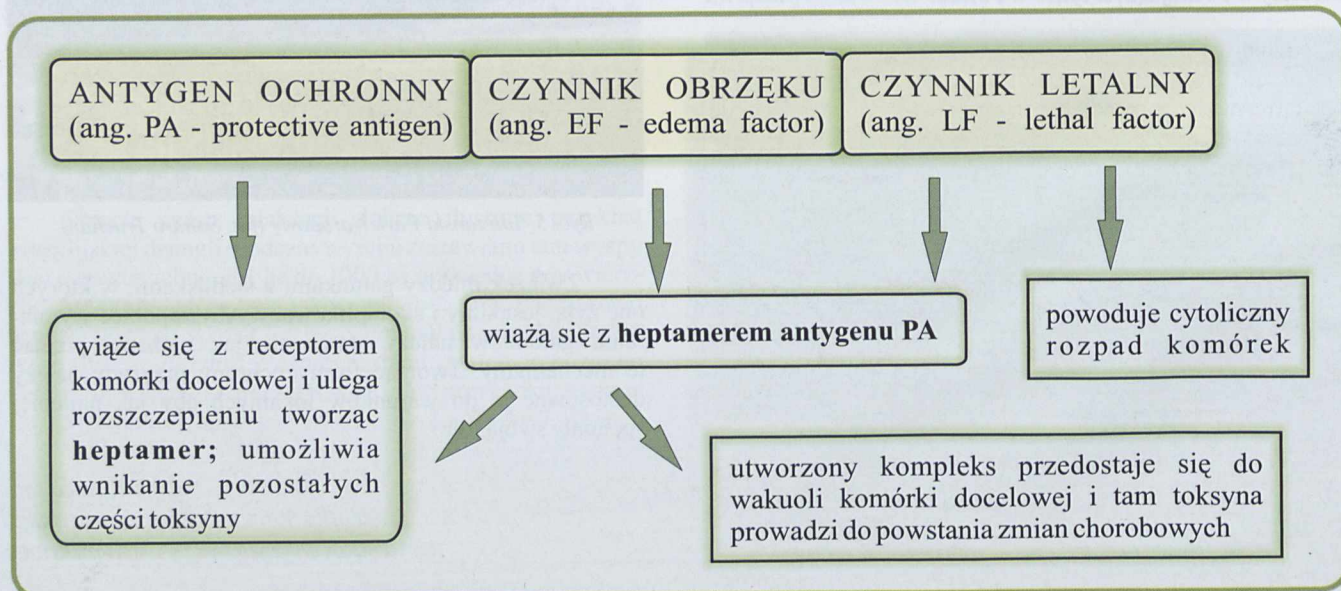 ANTYGEN OCHRONNY
(ang. PA - protective antigen)
CZYNNIK OBRZĘKU
(ang. EF - edema factor)
CZYNNIK LETALNY
(ang. LF - lethal factor)
wiąże się z receptorem
komórki docelowej i ulega
rozszczepieniu tworząc
heptamer; umożliwia
wnikanie pozostałych
części toksyny
wiążą się z heptamerem antygenu PA
powoduje cytoliczny
rozpad komórek
utworzony kompleks przedostaje się do
wakuoli komórki docelowej i tam toksyna
prowadzi do powstania zmian chorobowych